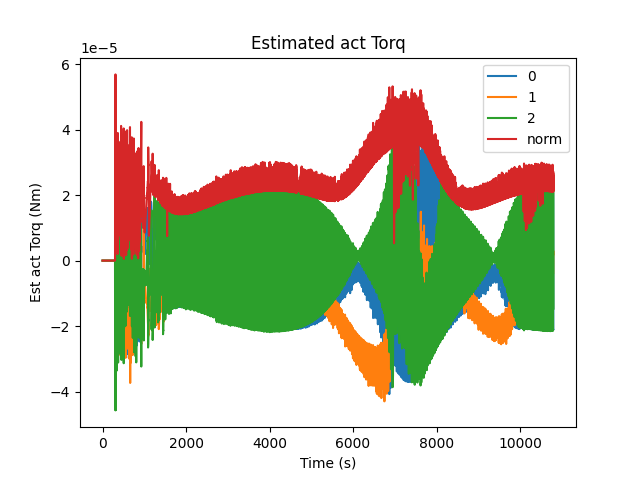 Estimated act Torq
1e−5
6
4
2
0
−2
−4
Est act Torq (Nm)
0
1
2
norm
0 2000 4000 6000 8000 10000
Time (s)